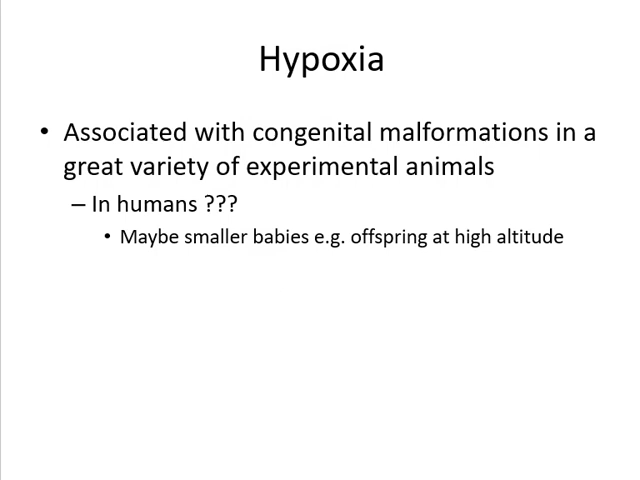 Hypoxia
• Associated with congenital malformations in a
great variety of experimental animals
– In humans ???
• Maybe smaller babies e.g. offspring at high altitude